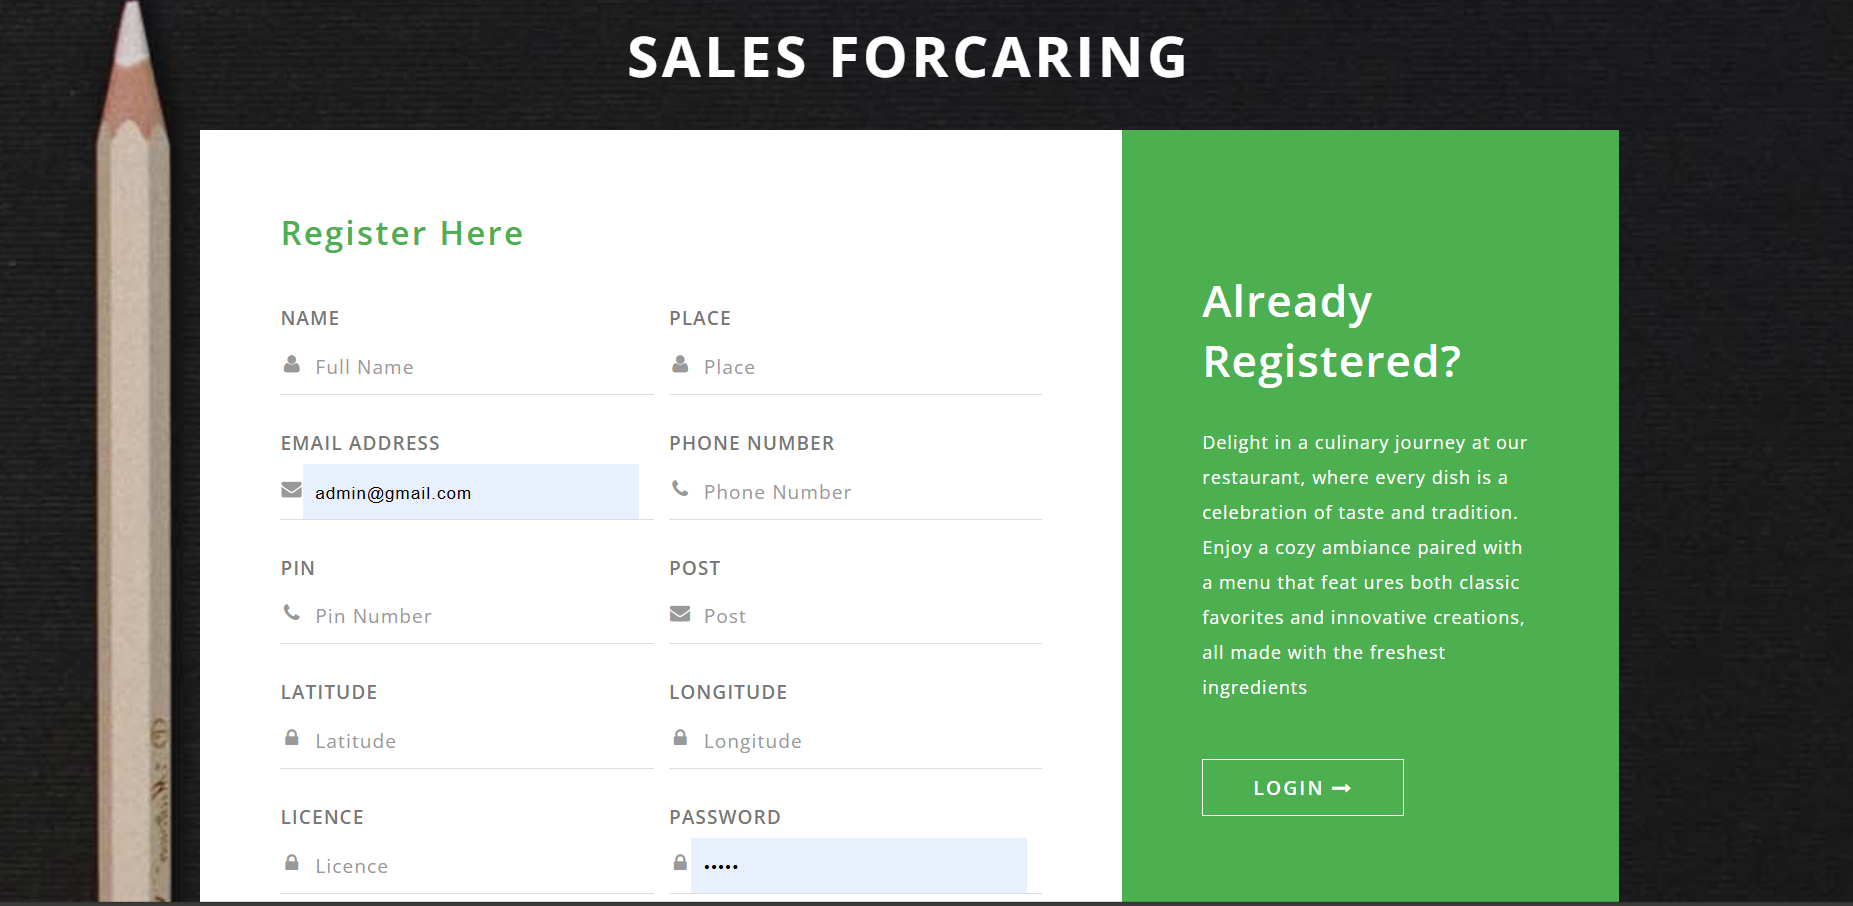 SALES FORCARING
Register Here
NAME
Full Name
PLACE
Place
EMAIL ADDRESS
admin@gmail.com
PHONE NUMBER
Phone Number
PIN
Pin Number
POST
Post
LATITUDE
Latitude
LONGITUDE
Longitude
LICENCE
Licence
PASSWORD
•••••
Already
Registered?
Delight in a culinary journey at our
restaurant, where every dish is a
celebration of taste and tradition.
Enjoy a cozy ambiance paired with
a menu that feat ures both classic
favorites and innovative creations,
all made with the freshest
ingredients
LOGIN